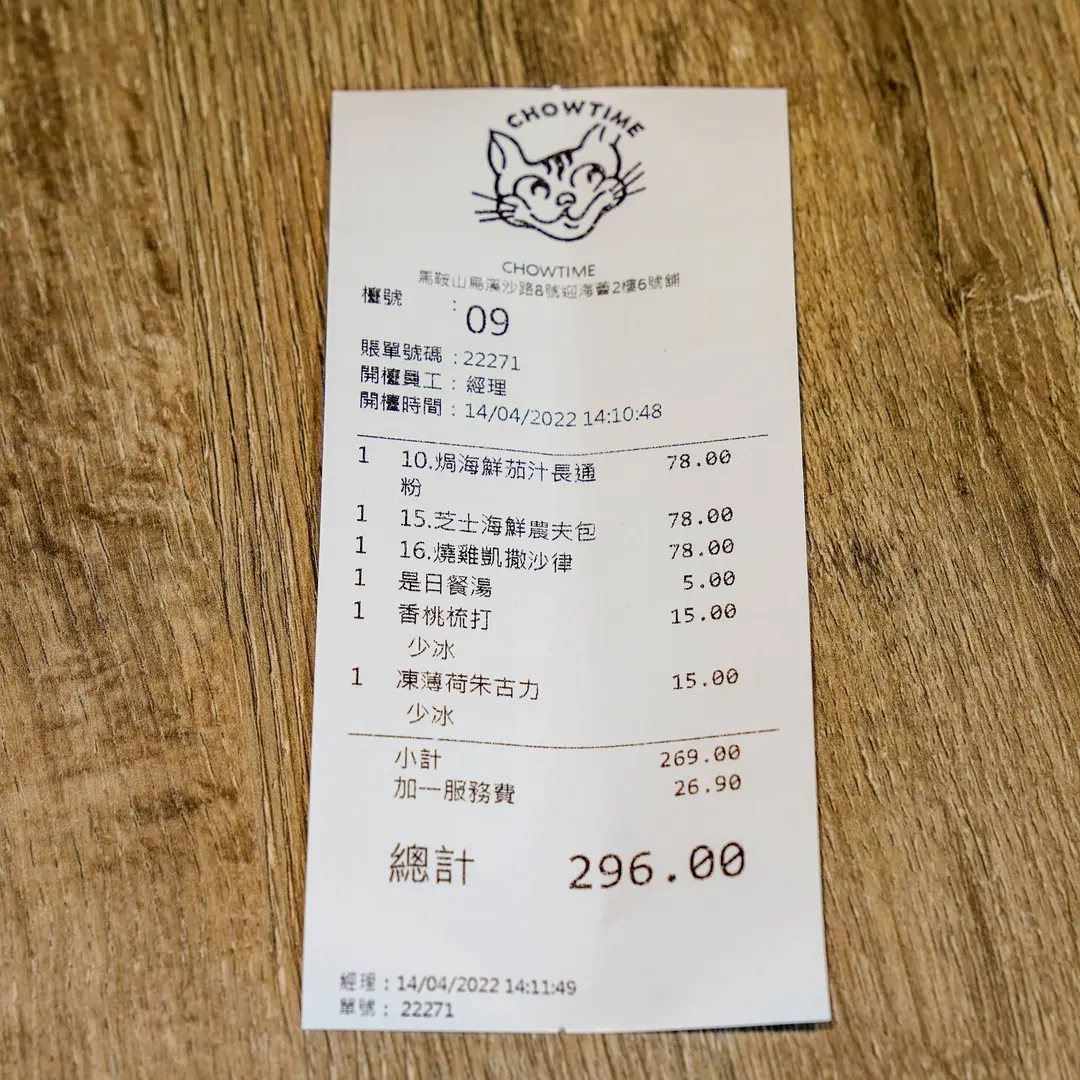 CHOWTIME
CHOWTIME
馬鞍山烏溪沙路8號迎海薈2樓6號舖
檯號 : 09
賬單號碼 : 22271
開檯員工 : 經理
開檯時間 : 14/04/2022 14:10:48
1 10.焗海鮮茄汁長通 78.00
粉
1 15.芝士海鮮農夫包 78.00
1 16.燒雞凱撒沙律 78.00
1 是日餐湯 5.00
1 香桃梳打 15.00
少冰
1 凍薄荷朱古力 15.00
少冰
小計 269.00
加一服務費 26.90
總計 296.00
經理 : 14/04/2022 14:11:49
單號 : 22271